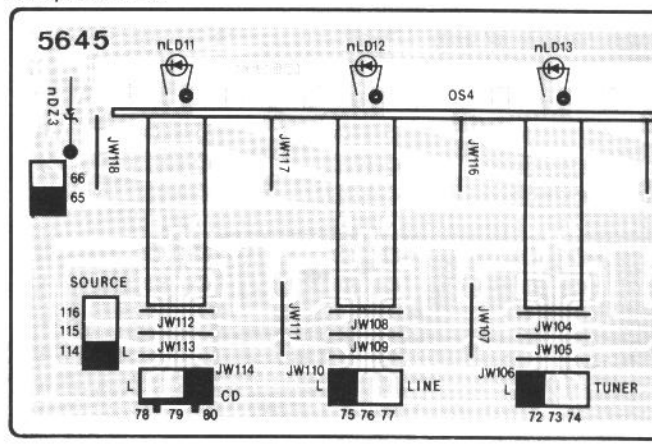 5645
nLD11 nLD12 nLD13
nDZ3
OS4
JW118 JW117 JW116
66
65
SOURCE
116
115
114 L
JW111 JW107
JW112 JW108 JW104
JW113 JW109 JW105
JW114 JW110 JW106
L CD L LINE L TUNER
78 79 80 75 76 77 72 73 74